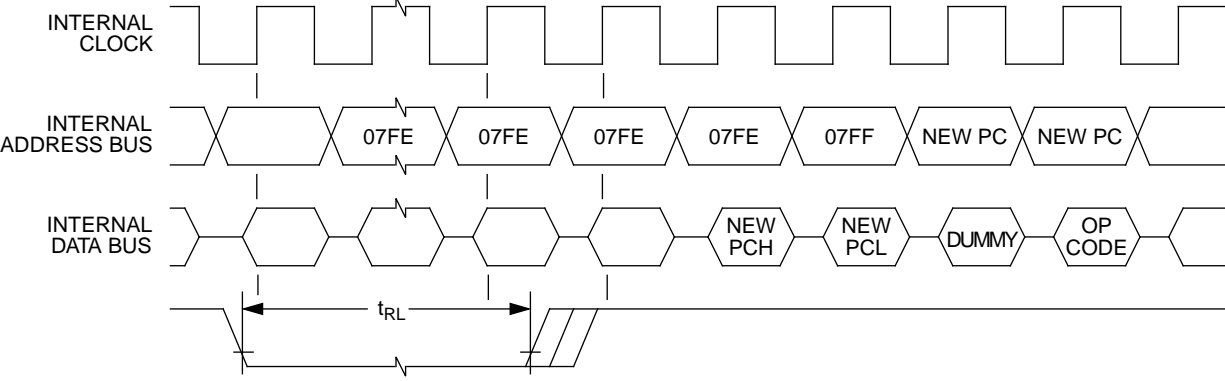 INTERNAL
CLOCK
INTERNAL
ADDRESS BUS
07FE
07FE
07FE
07FE
07FF
NEW PC
NEW PC
INTERNAL
DATA BUS
NEW
PCH
NEW
PCL
DUMMY
OP
CODE
tRL